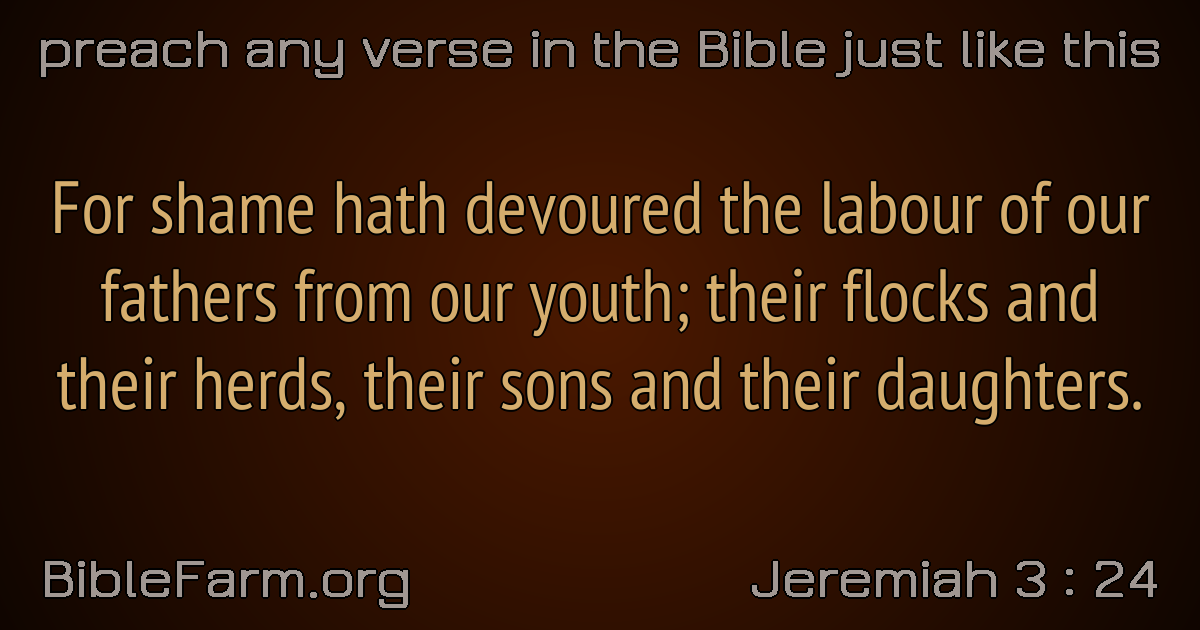 preach any verse in the Bible just like this
For shame hath devoured the labour of our
fathers from our youth; their flocks and
their herds, their sons and their daughters.
BibleFarm.org
Jeremiah 3 : 24